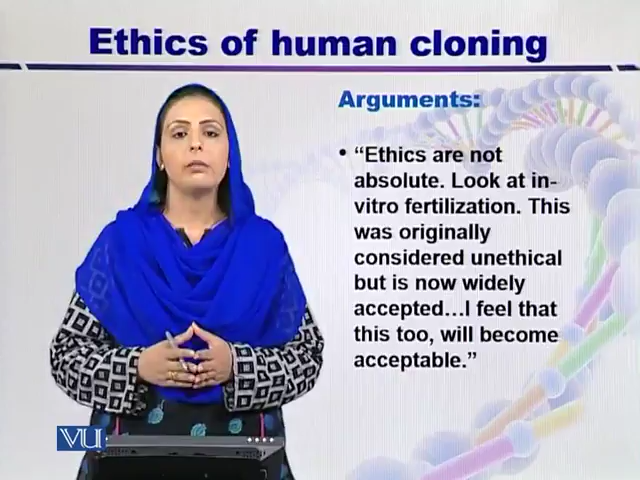 Ethics of human cloning
Arguments:
• “Ethics are not
absolute. Look at in-
vitro fertilization. This
was originally
considered unethical
but is now widely
accepted…I feel that
this too, will become
acceptable.”
VU